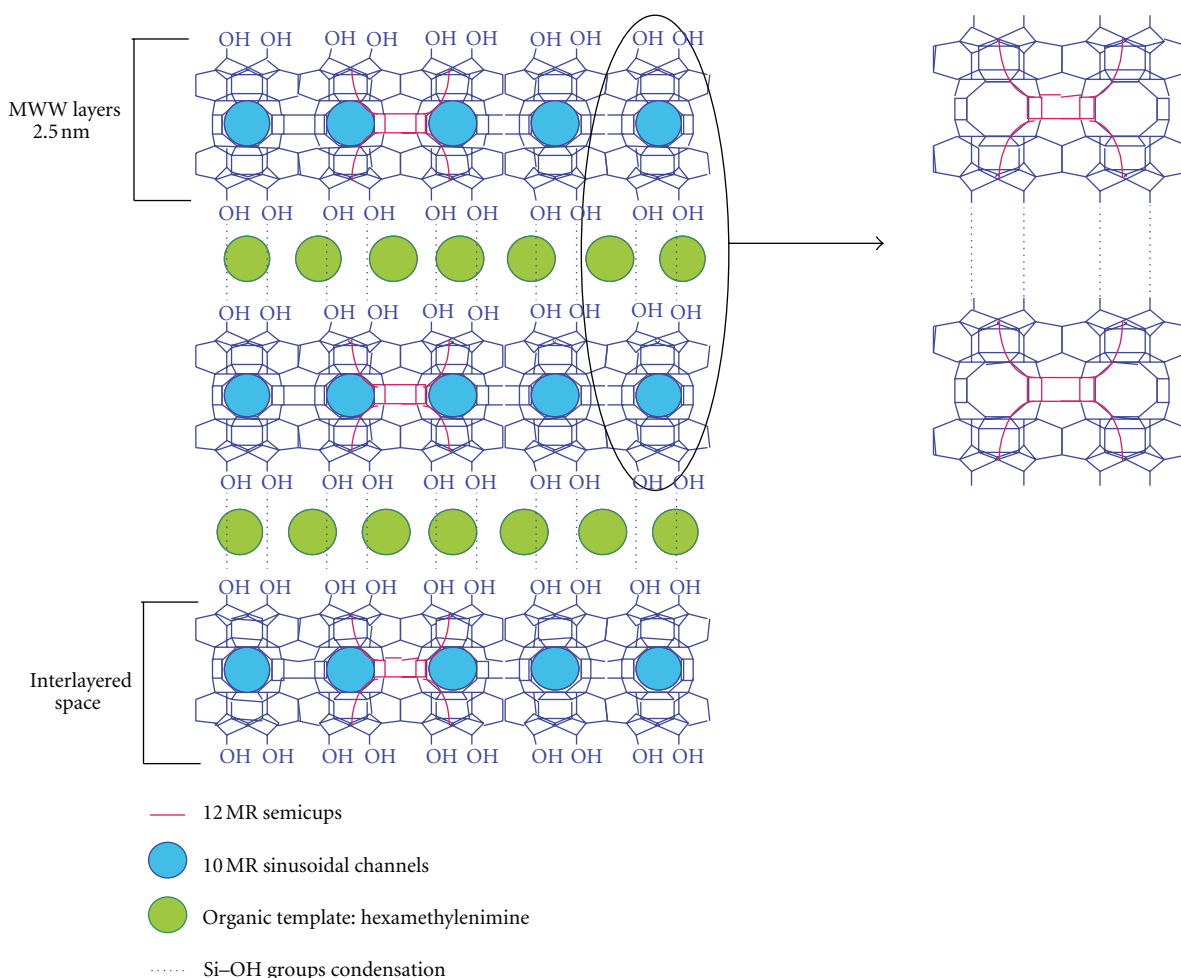 OH OH OH OH OH OH OH OH OH OH
MWW layers
2.5 nm
OH OH OH OH OH OH OH OH OH OH
OH OH OH OH OH OH OH OH OH OH
OH OH OH OH OH OH OH OH OH OH
OH OH OH OH OH OH OH OH OH OH
Interlayered
space
OH OH OH OH OH OH OH OH OH OH
12 MR semicups
10 MR sinusoidal channels
Organic template: hexamethylenimine
Si–OH groups condensation